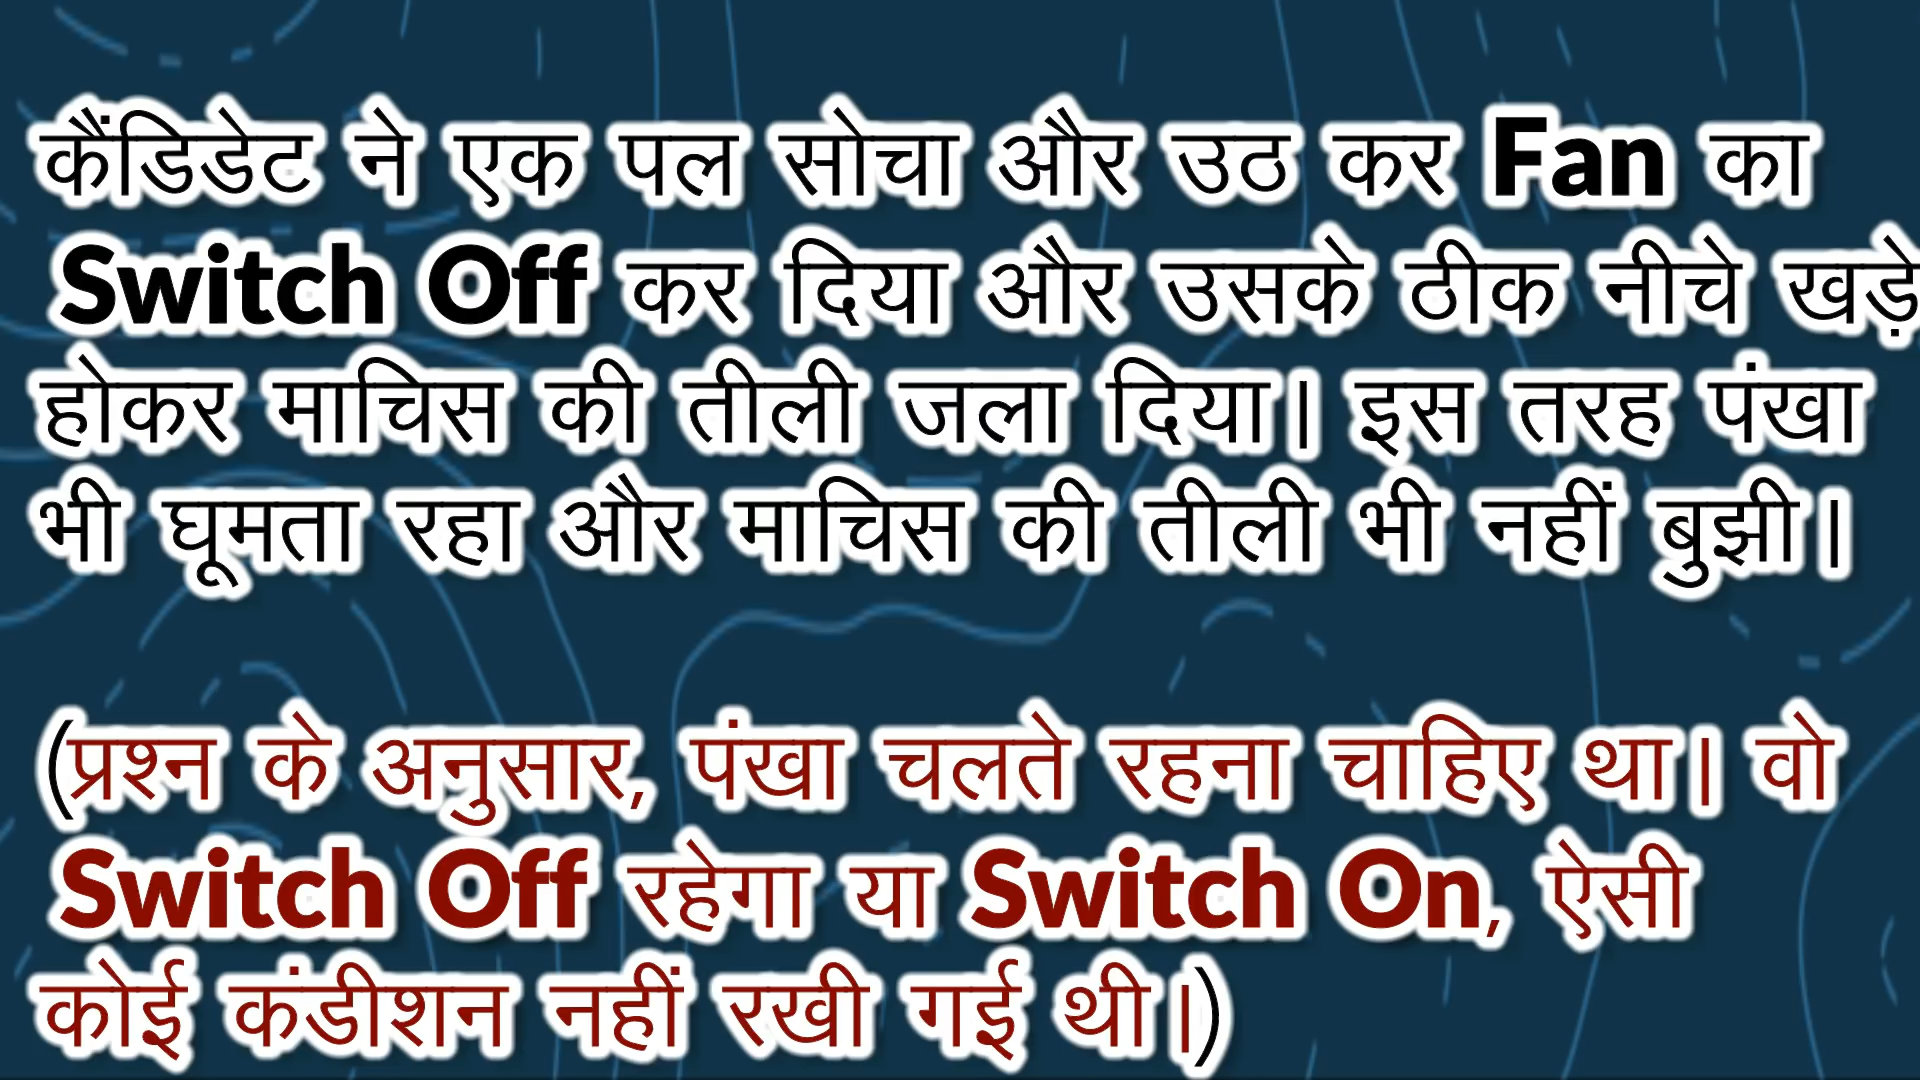 कैंडिडेट ने एक पल सोचा और उठ कर Fan का
Switch Off कर दिया और उसके ठीक नीचे खड़े
होकर माचिस की तीली जला दिया। इस तरह पंखा
भी घूमता रहा और माचिस की तीली भी नहीं बुझी।
(प्रश्न के अनुसार, पंखा चलते रहना चाहिए था। वो
Switch Off रहेगा या Switch On, ऐसी
कोई कंडीशन नहीं रखी गई थी।)